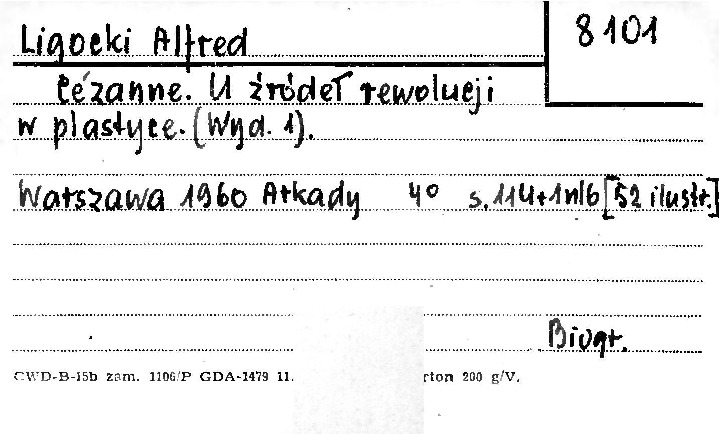 Ligocki Alfred
8101
Cézanne. U źródeł rewolucji
w plastyce. (Wyd. 1).
Warszawa 1960 Arkady 4° s. 114+1nlb [52 ilustr.]
Biogr.
CWD-B-15b zam. 1106/P GDA-1479 11.
rton 200 g/V.